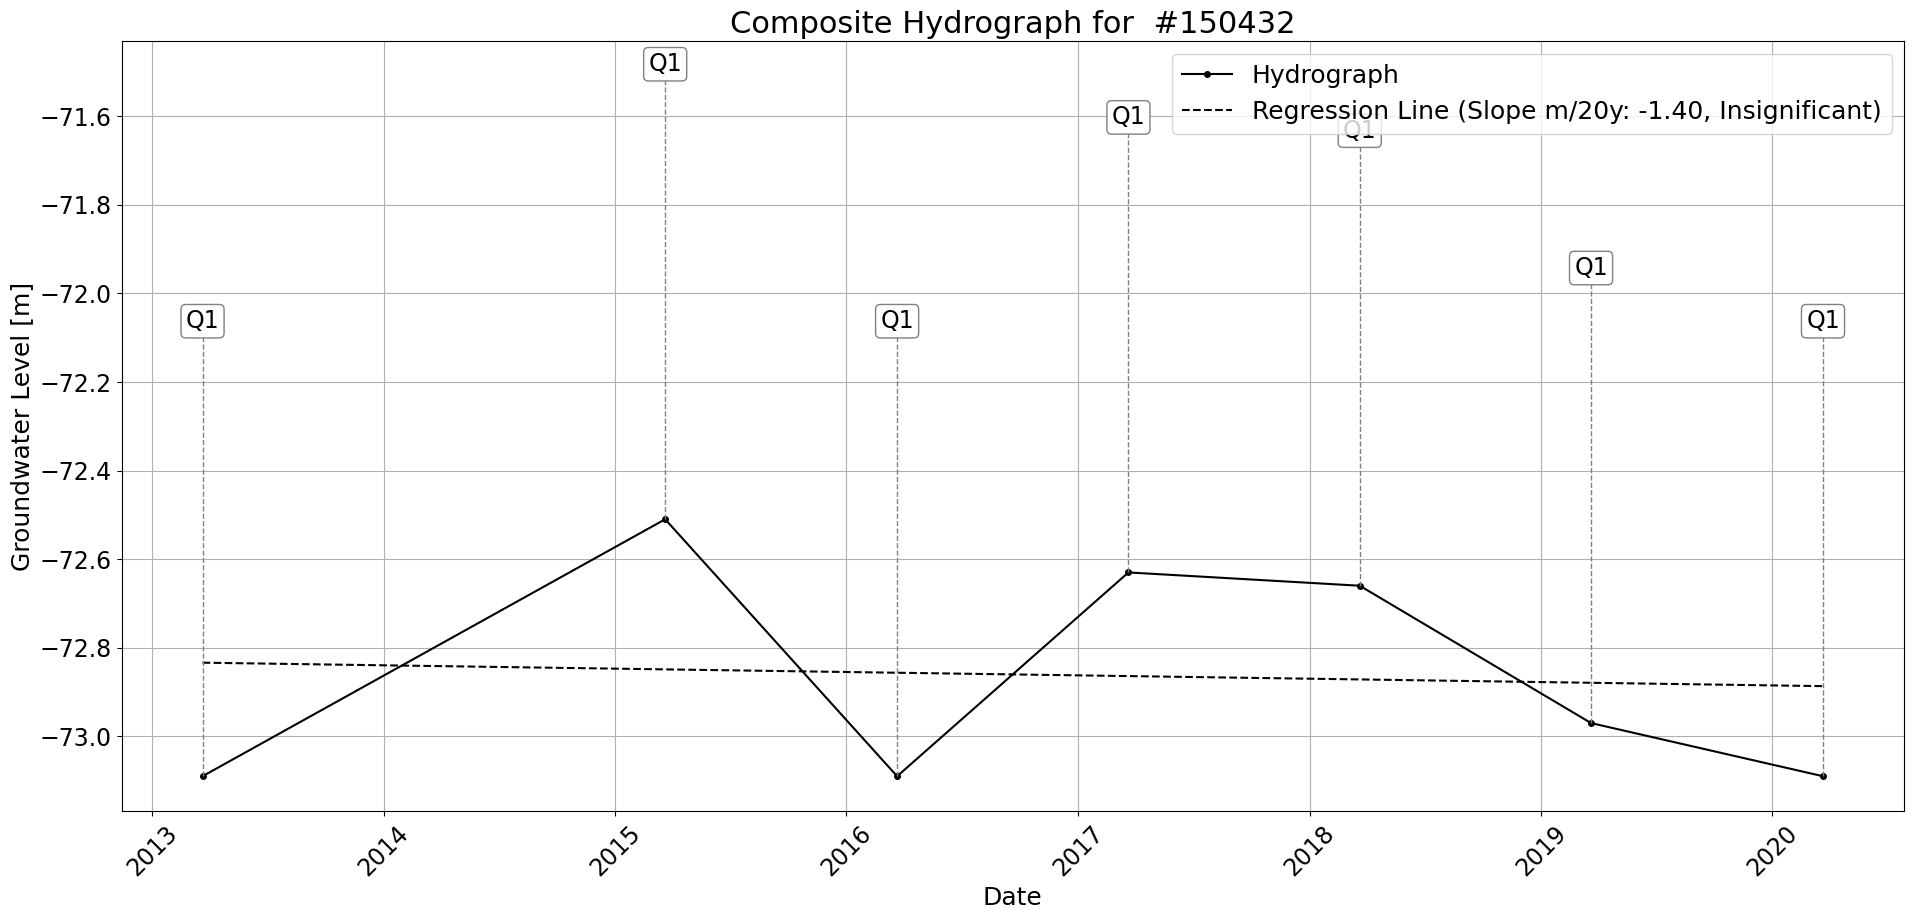 Composite Hydrograph for  #150432
Q1
Hydrograph
Regression Line (Slope m/20y: -1.40, Insignificant)
Q1
Q1
Q1
Q1
Q1
Q1
Groundwater Level [m]
−71.6
−71.8
−72.0
−72.2
−72.4
−72.6
−72.8
−73.0
2013
2014
2015
2016
2017
2018
2019
2020
Date